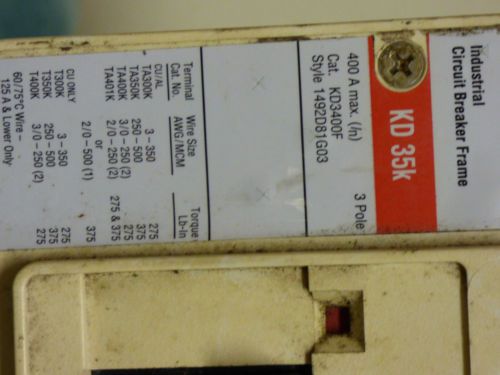 Industrial
Circuit Breaker Frame
KD 35k
400 A max. (In) 3 Pole
Cat. KD3400F
Style 1492D81G03
Terminal Wire Size Torque
Cat. No. AWG/MCM Lb-In
CU/AL
TA300K 3-350 275
TA350K 250-500 375
TA400K 3/0-250 (2) 275
TA401K 2/0-250 (2) 275 & 375
or
2/0-500 (1) 375
CU ONLY
T300K 3-350 275
T350K 250-500 375
T400K 3/0-250 (2) 275
60/75°C Wire –
125 A & Lower Only